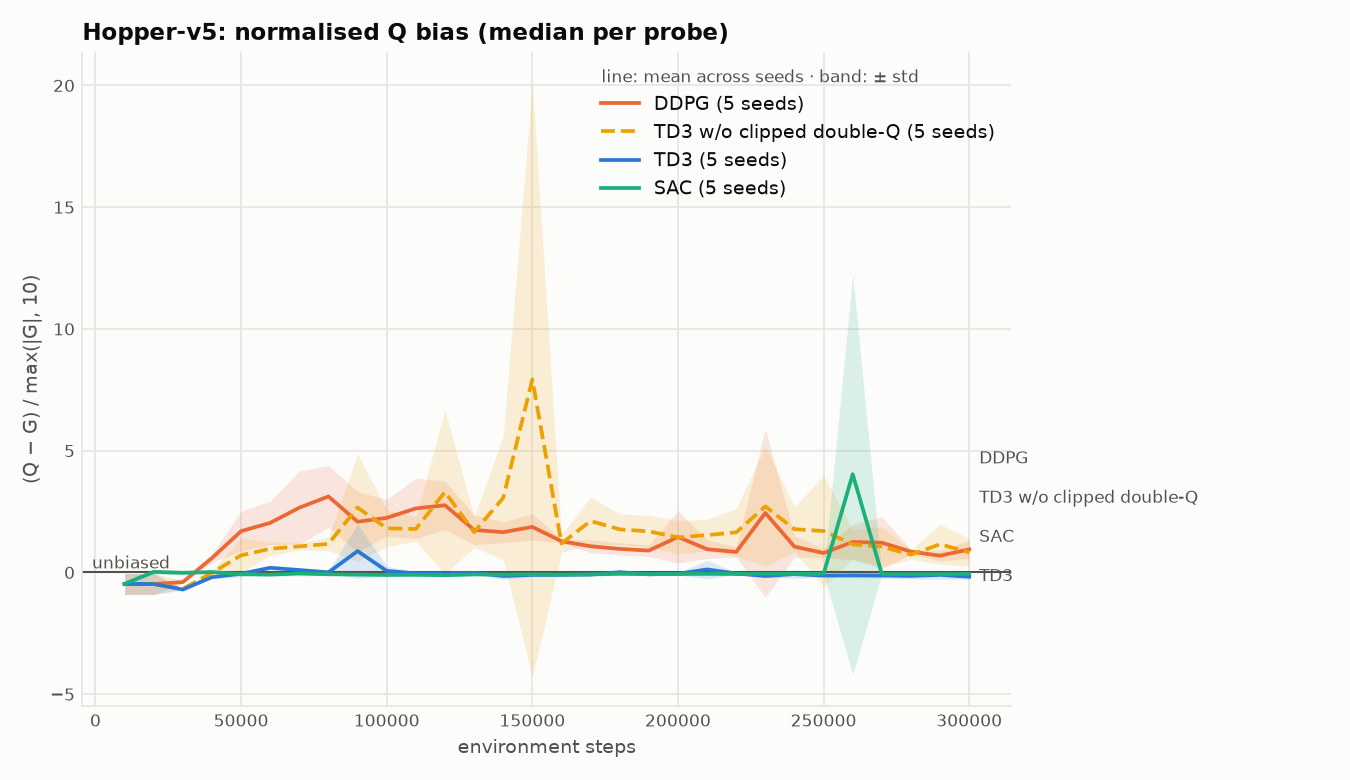 Hopper-v5: normalised Q bias (median per probe)
line: mean across seeds · band: ± std
DDPG (5 seeds)
TD3 w/o clipped double-Q (5 seeds)
TD3 (5 seeds)
SAC (5 seeds)
(Q − G) / max(|G|, 10)
20
15
10
5
0
−5
unbiased
DDPG
TD3 w/o clipped double-Q
SAC
TD3
0 50000 100000 150000 200000 250000 300000
environment steps